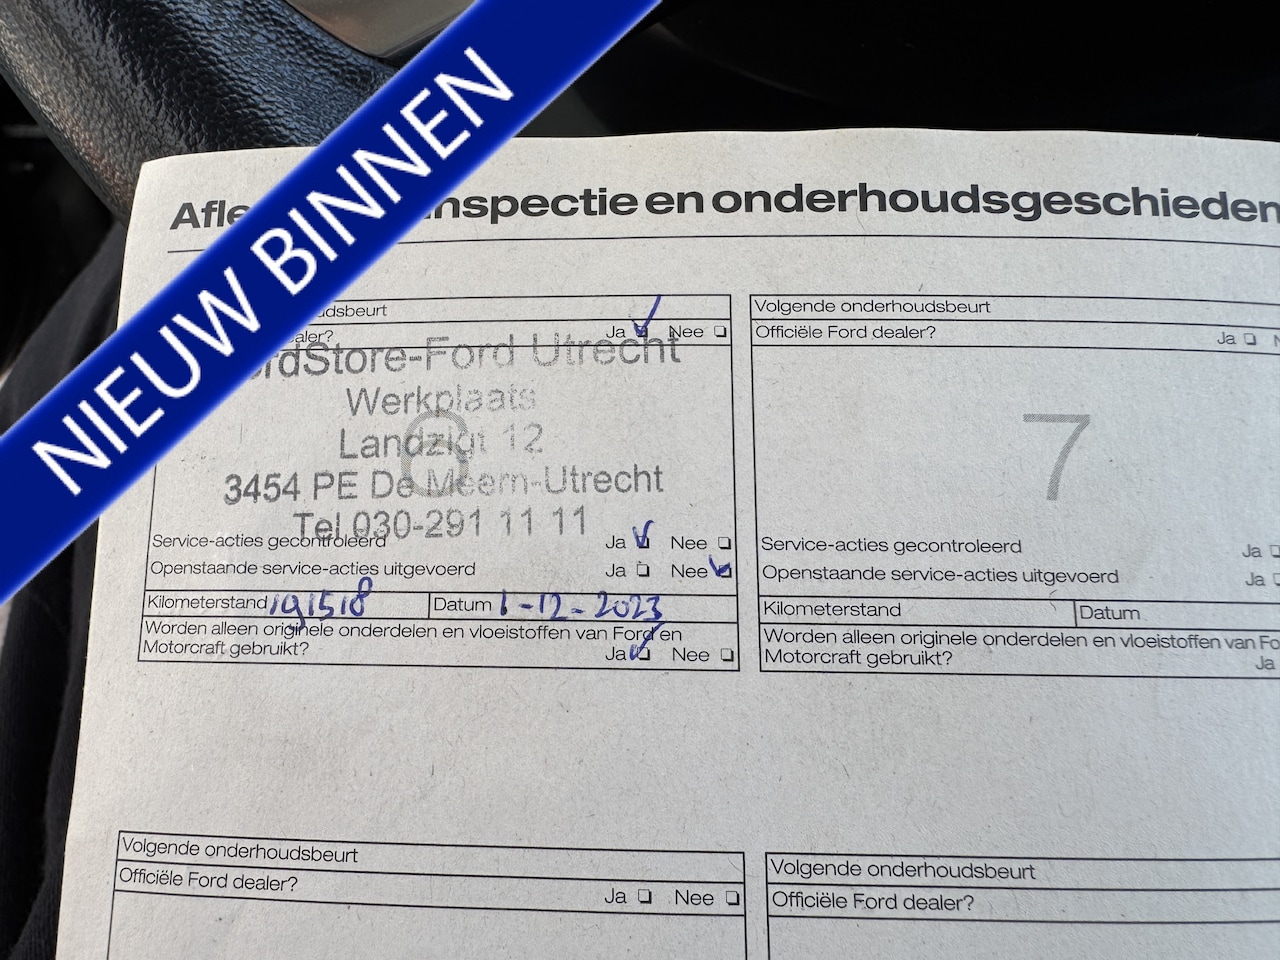 NIEUW BINNEN
Afle nspectie en onderhoudsgeschieden
dsbeurt
aler? Ja Nee
rdStore-Ford Utrecht
Werkplaats
6
Landzigt 12
3454 PE De Meern-Utrecht
Tel 030-291 11 11
Service-acties gecontroleerd Ja Nee
Openstaande service-acties uitgevoerd Ja Nee
Kilometerstand 191518 Datum 1-12-2023
Worden alleen originele onderdelen en vloeistoffen van Ford en
Motorcraft gebruikt? Ja Nee
Volgende onderhoudsbeurt
Officiële Ford dealer? Ja N
7
Service-acties gecontroleerd Ja
Openstaande service-acties uitgevoerd Ja
Kilometerstand Datum
Worden alleen originele onderdelen en vloeistoffen van Fo
Motorcraft gebruikt? Ja
Volgende onderhoudsbeurt
Officiële Ford dealer? Ja Nee
Volgende onderhoudsbeurt
Officiële Ford dealer?